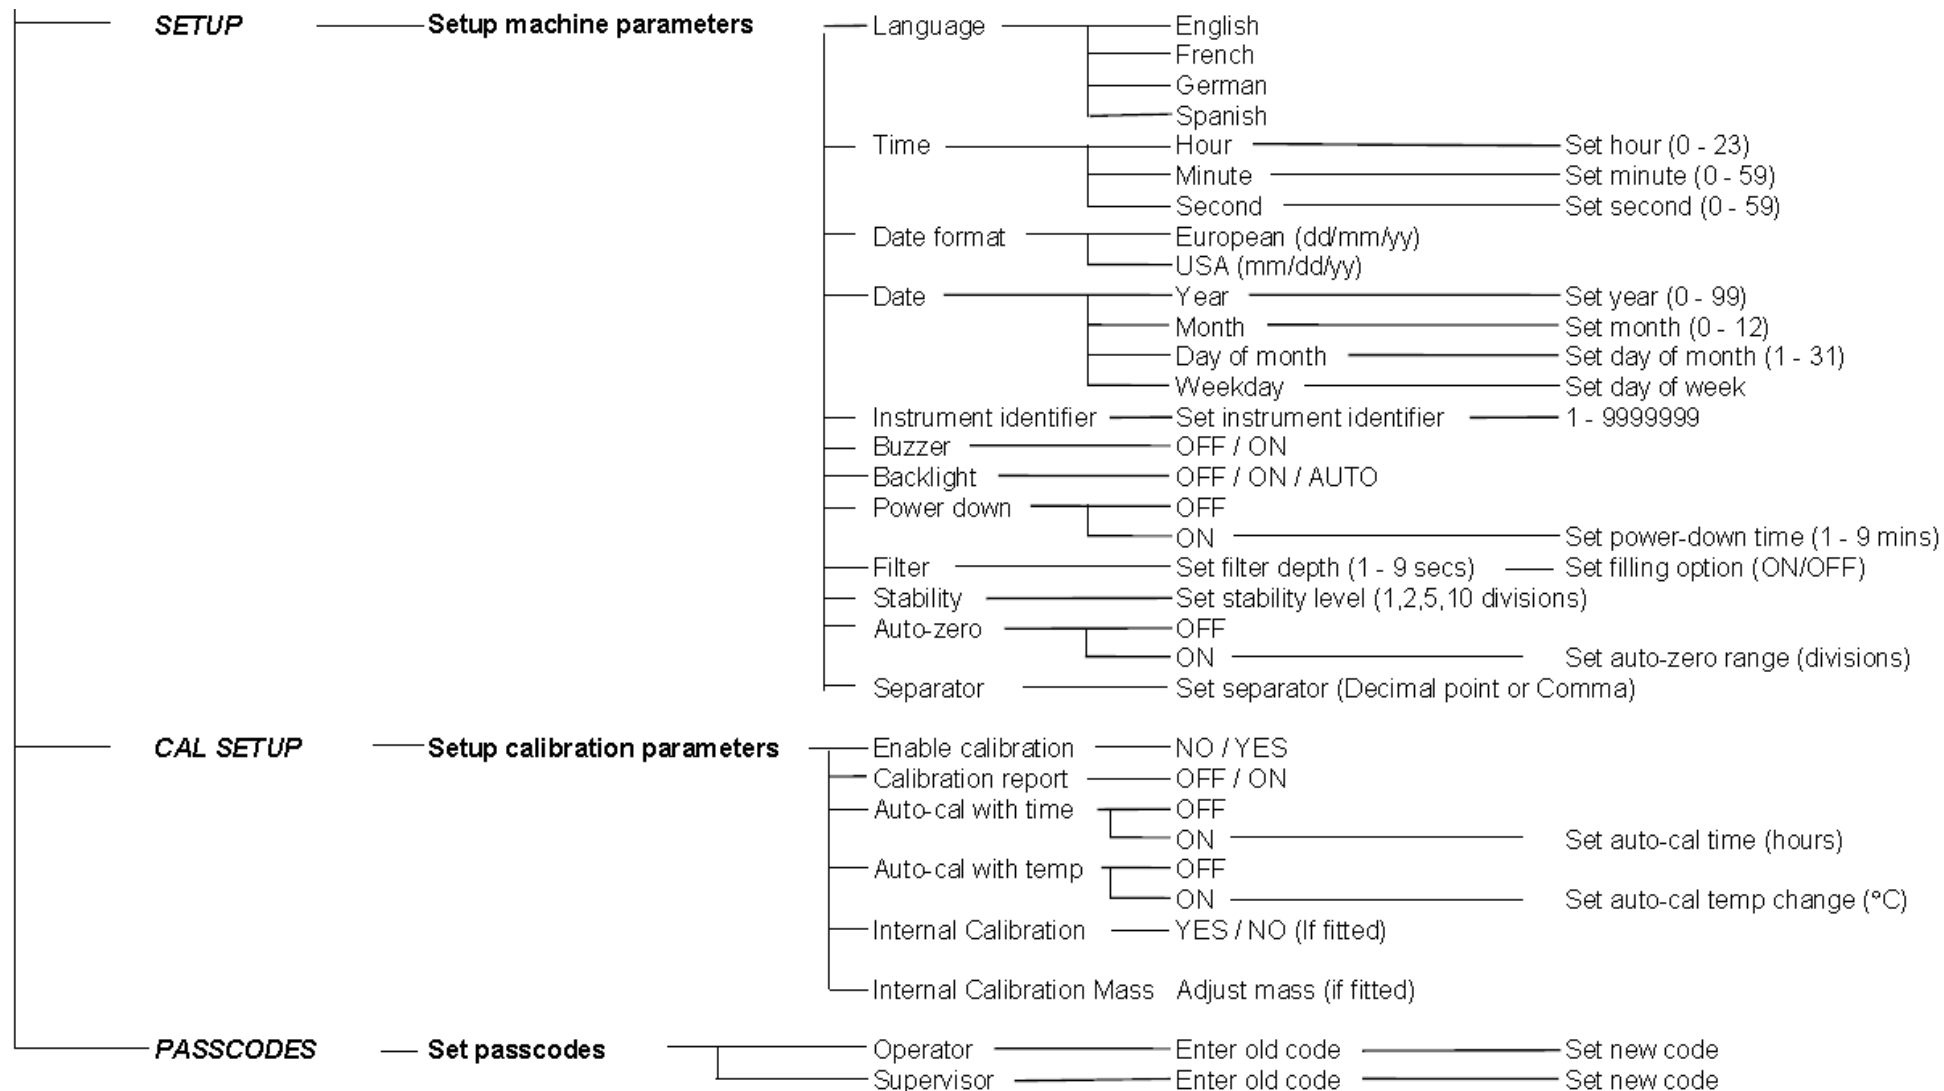 SETUP Setup machine parameters Language English
French
German
Spanish
Time Hour Set hour (0 - 23)
Minute Set minute (0 - 59)
Second Set second (0 - 59)
Date format European (dd/mm/yy)
USA (mm/dd/yy)
Date Year Set year (0 - 99)
Month Set month (0 - 12)
Day of month Set day of month (1 - 31)
Weekday Set day of week
Instrument identifier Set instrument identifier 1 - 9999999
Buzzer OFF / ON
Backlight OFF / ON / AUTO
Power down OFF
ON Set power-down time (1 - 9 mins)
Filter Set filter depth (1 - 9 secs) Set filling option (ON/OFF)
Stability Set stability level (1,2,5,10 divisions)
Auto-zero OFF
ON Set auto-zero range (divisions)
Separator Set separator (Decimal point or Comma)
CAL SETUP Setup calibration parameters Enable calibration NO / YES
Calibration report OFF / ON
Auto-cal with time OFF
ON Set auto-cal time (hours)
Auto-cal with temp OFF
ON Set auto-cal temp change (°C)
Internal Calibration YES / NO (If fitted)
Internal Calibration Mass Adjust mass (if fitted)
PASSCODES Set passcodes Operator Enter old code Set new code
Supervisor Enter old code Set new code